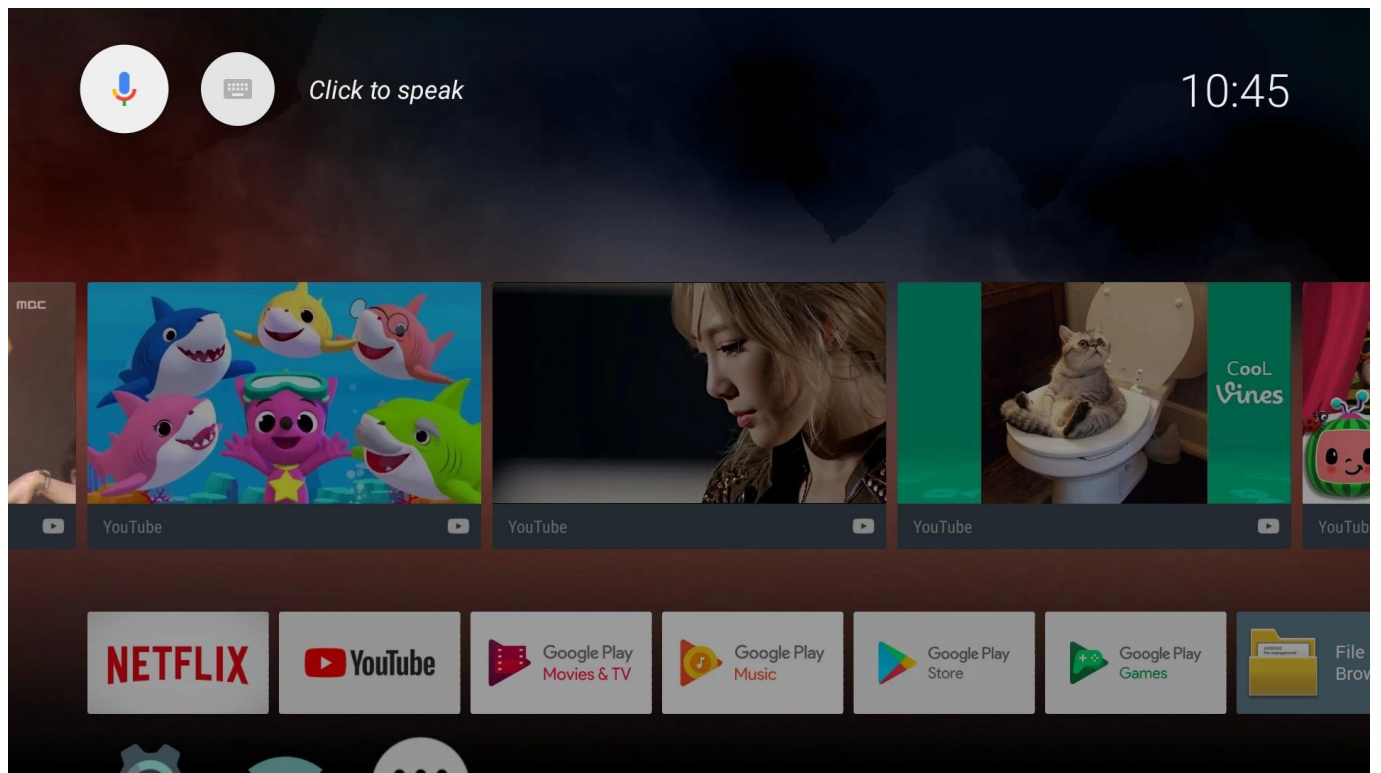 Click to speak
10:45
mBC
CooL
Vines
YouTube
YouTube
YouTube
YouTub
NETFLIX
YouTube
Google Play
Movies & TV
Google Play
Music
Google Play
Store
Google Play
Games
File
Brow